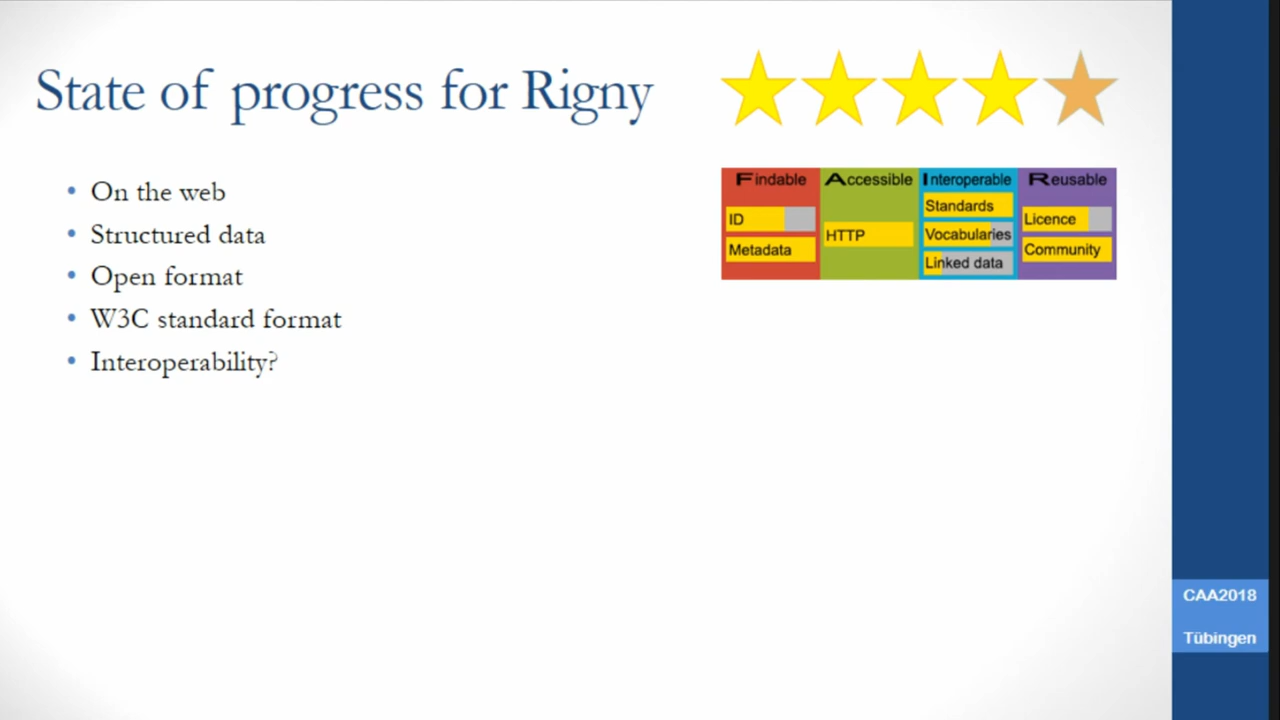 State of progress for Rigny
On the web
Structured data
Open format
W3C standard format
Interoperability?
Findable
ID
Metadata
Accessible
HTTP
Interoperable
Standards
Vocabularies
Linked data
Reusable
Licence
Community
CAA2018
Tübingen